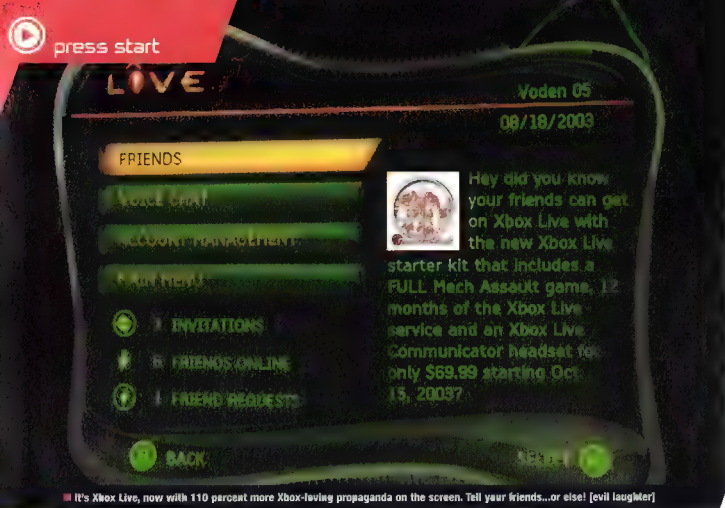 press start
LIVE
Voden 05
08/18/2003
FRIENDS
VOICE CHAT
ACCOUNT MANAGEMENT
MAIN MENU
Hey did you know
your friends can get
on Xbox Live with
the new Xbox Live
starter kit that includes a
FULL Mech Assault game, 12
months of the Xbox Live
service and an Xbox Live
Communicator headset for
only $69.99 starting Oct
15, 2003?
INVITATIONS
6 FRIENDS ONLINE
FRIEND REQUESTS
BACK
It's Xbox Live, now with 110 percent more Xbox-loving propaganda on the screen. Tell your friends...or else! [evil laughter]